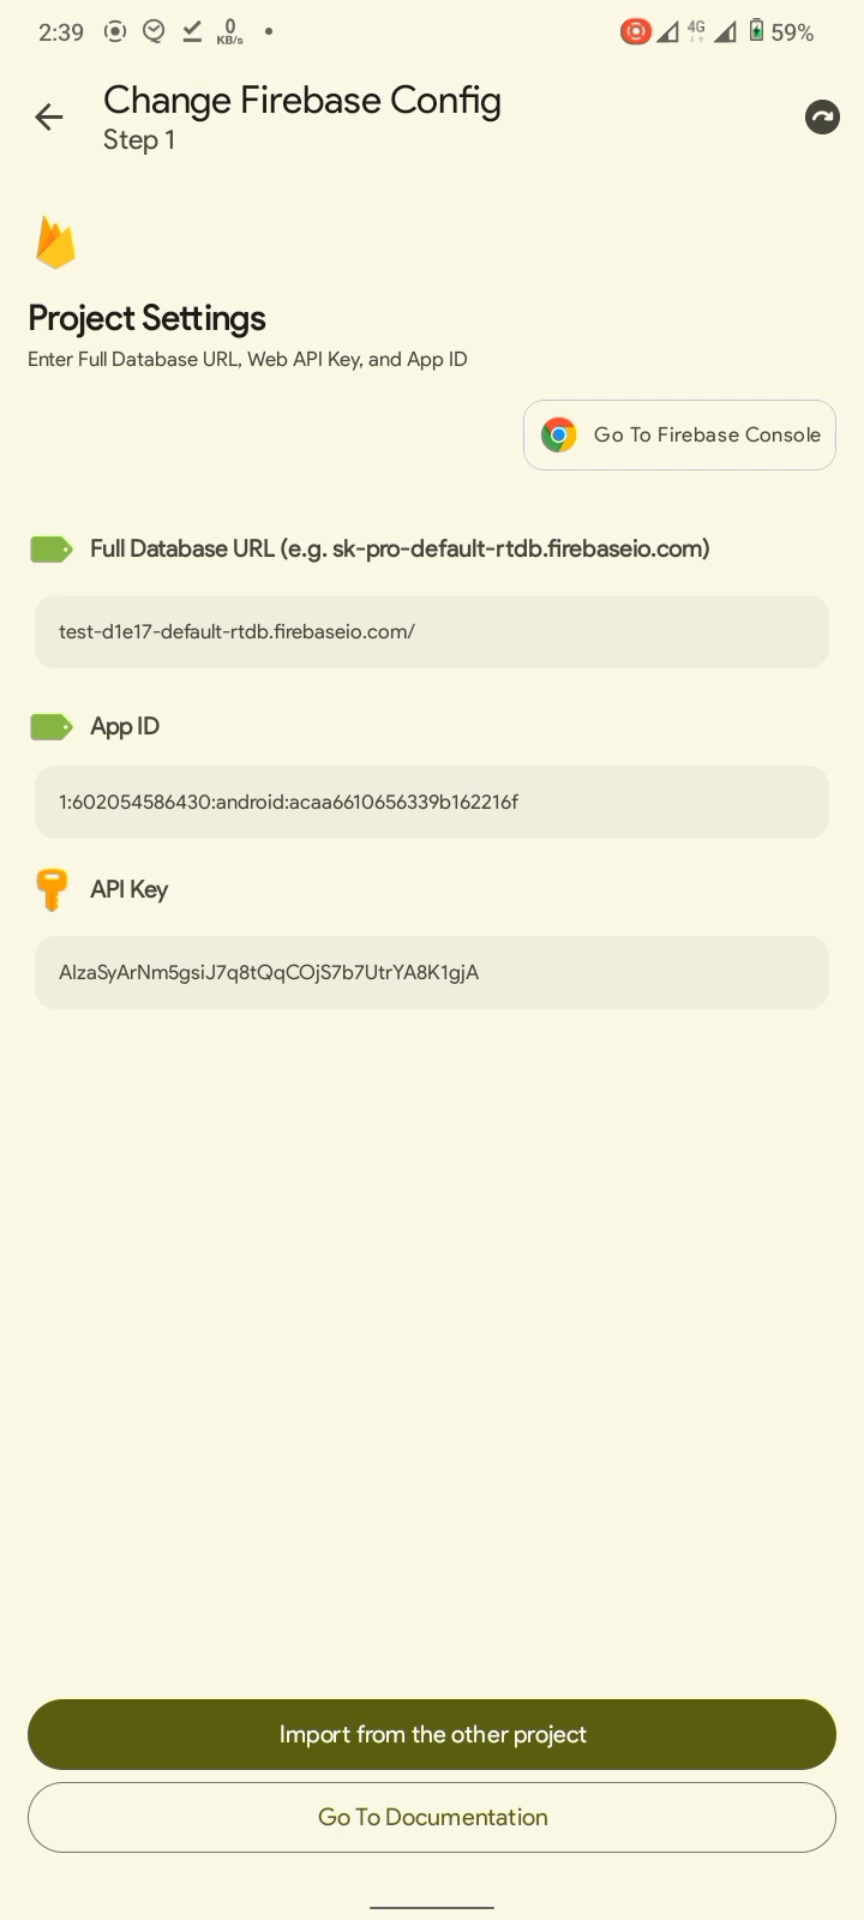 2:39 0 KB/s 4G 59%
Change Firebase Config
Step 1
Project Settings
Enter Full Database URL, Web API Key, and App ID
Go To Firebase Console
Full Database URL (e.g. sk-pro-default-rtdb.firebaseio.com)
test-d1e17-default-rtdb.firebaseio.com/
App ID
1:602054586430:android:acaa6610656339b162216f
API Key
AIzaSyArNm5gsiJ7q8tQqCOjS7b7UtrYA8K1gjA
Import from the other project
Go To Documentation